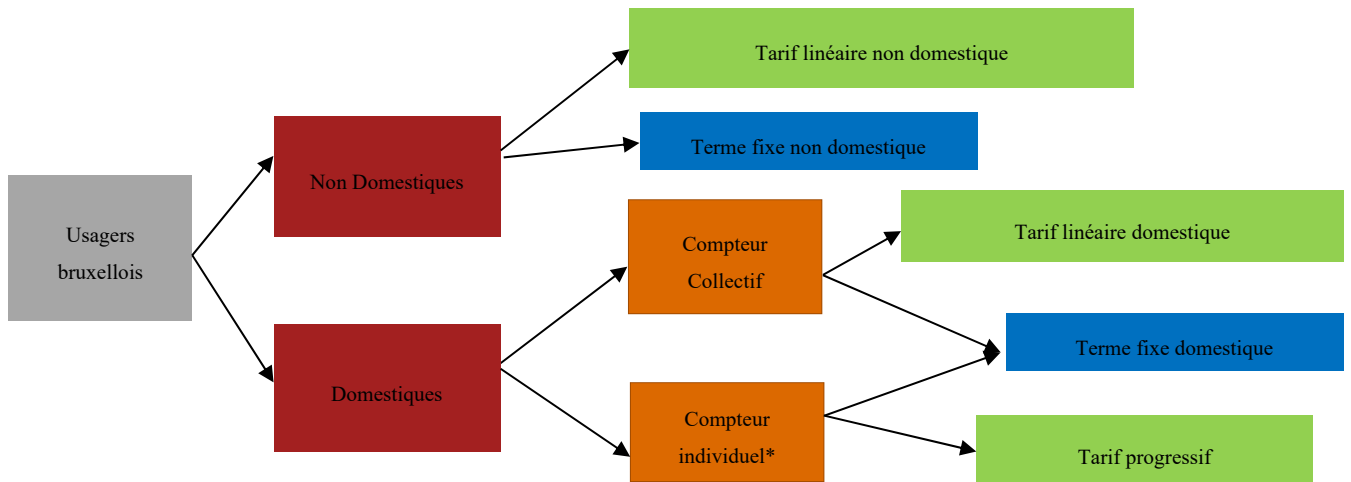 Tarif linéaire non domestique
Terme fixe non domestique
Non Domestiques
Usagers
bruxellois
Compteur
Collectif
Tarif linéaire domestique
Terme fixe domestique
Domestiques
Compteur
individuel*
Tarif progressif